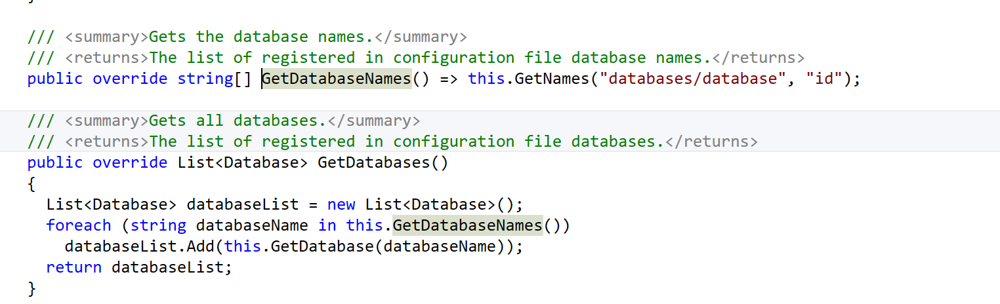 }
/// <summary>Gets the database names.</summary>
/// <returns>The list of registered in configuration file database names.</returns>
public override string[] GetDatabaseNames() => this.GetNames("databases/database", "id");
/// <summary>Gets all databases.</summary>
/// <returns>The list of registered in configuration file databases.</returns>
public override List<Database> GetDatabases()
{
List<Database> databaseList = new List<Database>();
foreach (string databaseName in this.GetDatabaseNames())
databaseList.Add(this.GetDatabase(databaseName));
return databaseList;
}